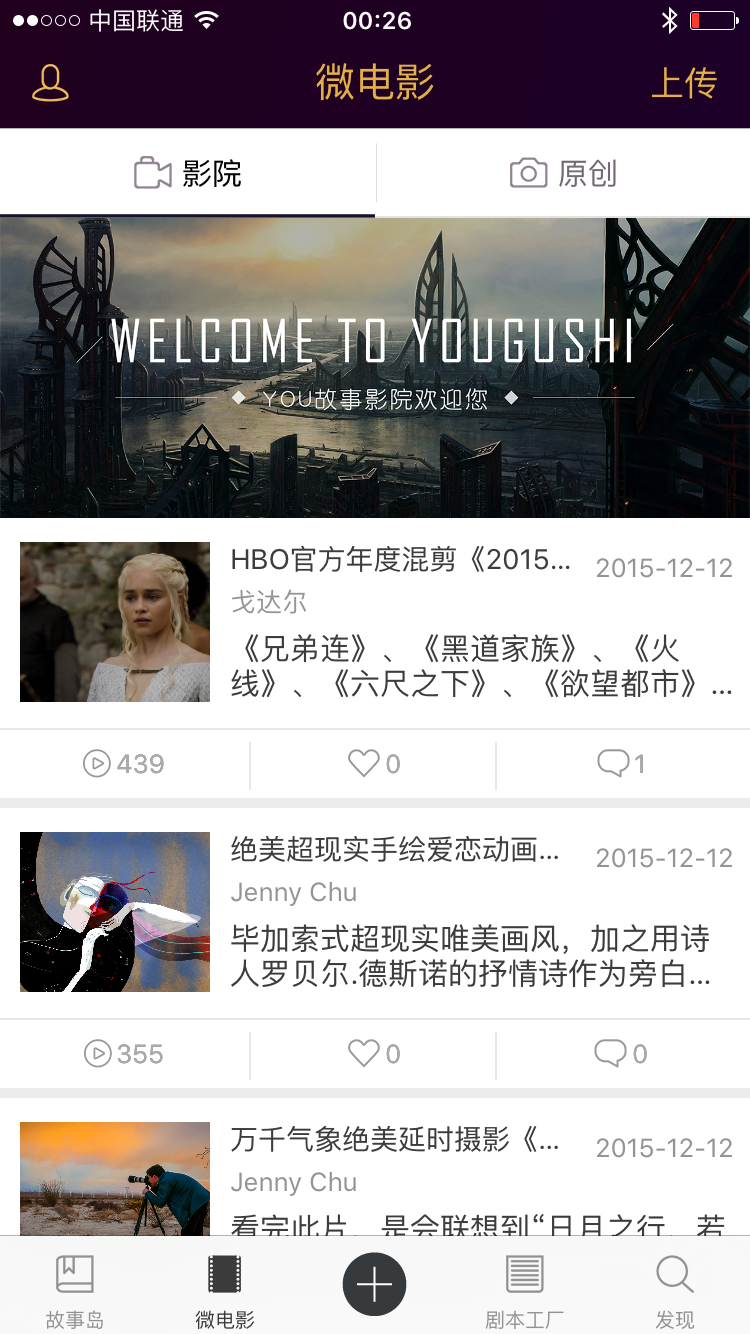 中国联通
00:26
微电影
上传
影院
原创
WELCOME TO YOUGUSHI
YOU故事影院欢迎您
HBO官方年度混剪《2015...
2015-12-12
戈达尔
《兄弟连》、《黑道家族》、《火
线》、《六尺之下》、《欲望都市》...
439
0
1
绝美超现实手绘爱恋动画...
2015-12-12
Jenny Chu
毕加索式超现实唯美画风，加之用诗
人罗贝尔.德斯诺的抒情诗作为旁白...
355
0
0
万千气象绝美延时摄影《...
2015-12-12
Jenny Chu
看完此片，是会联想到“日月之行，若
故事岛
微电影
剧本工厂
发现